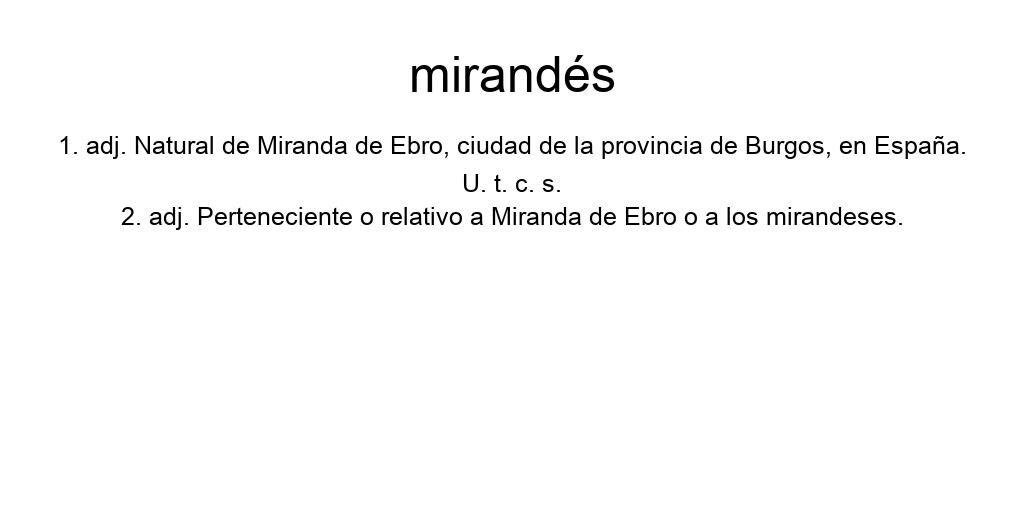 mirandés
1. adj. Natural de Miranda de Ebro, ciudad de la provincia de Burgos, en España.
U. t. c. s.
2. adj. Perteneciente o relativo a Miranda de Ebro o a los mirandeses.